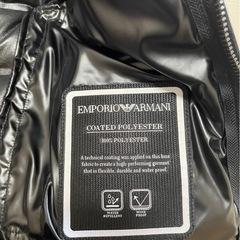 EMPORIO ARMANI
COATED POLYESTER
100% POLYESTER
A technical coating was applied on this base
fabric to create a high performing garment
that is flexible, durable and water proof.
WATER
REPELLENT
WIND
PROOF